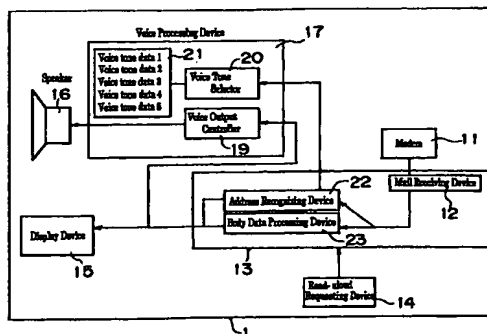 Voice Processing Device
17
Voice tone data 1
Voice tone data 2
Voice tone data 3
Voice tone data 4
Voice tone data 5
21
20
Voice Tone Selector
Speaker
16
Voice Output Controller
19
Modem
11
Mail Receiving Device
12
22
Address Recognizing Device
Body Data Processing Device
23
Display Device
15
13
Read-aloud Requesting Device
14
1